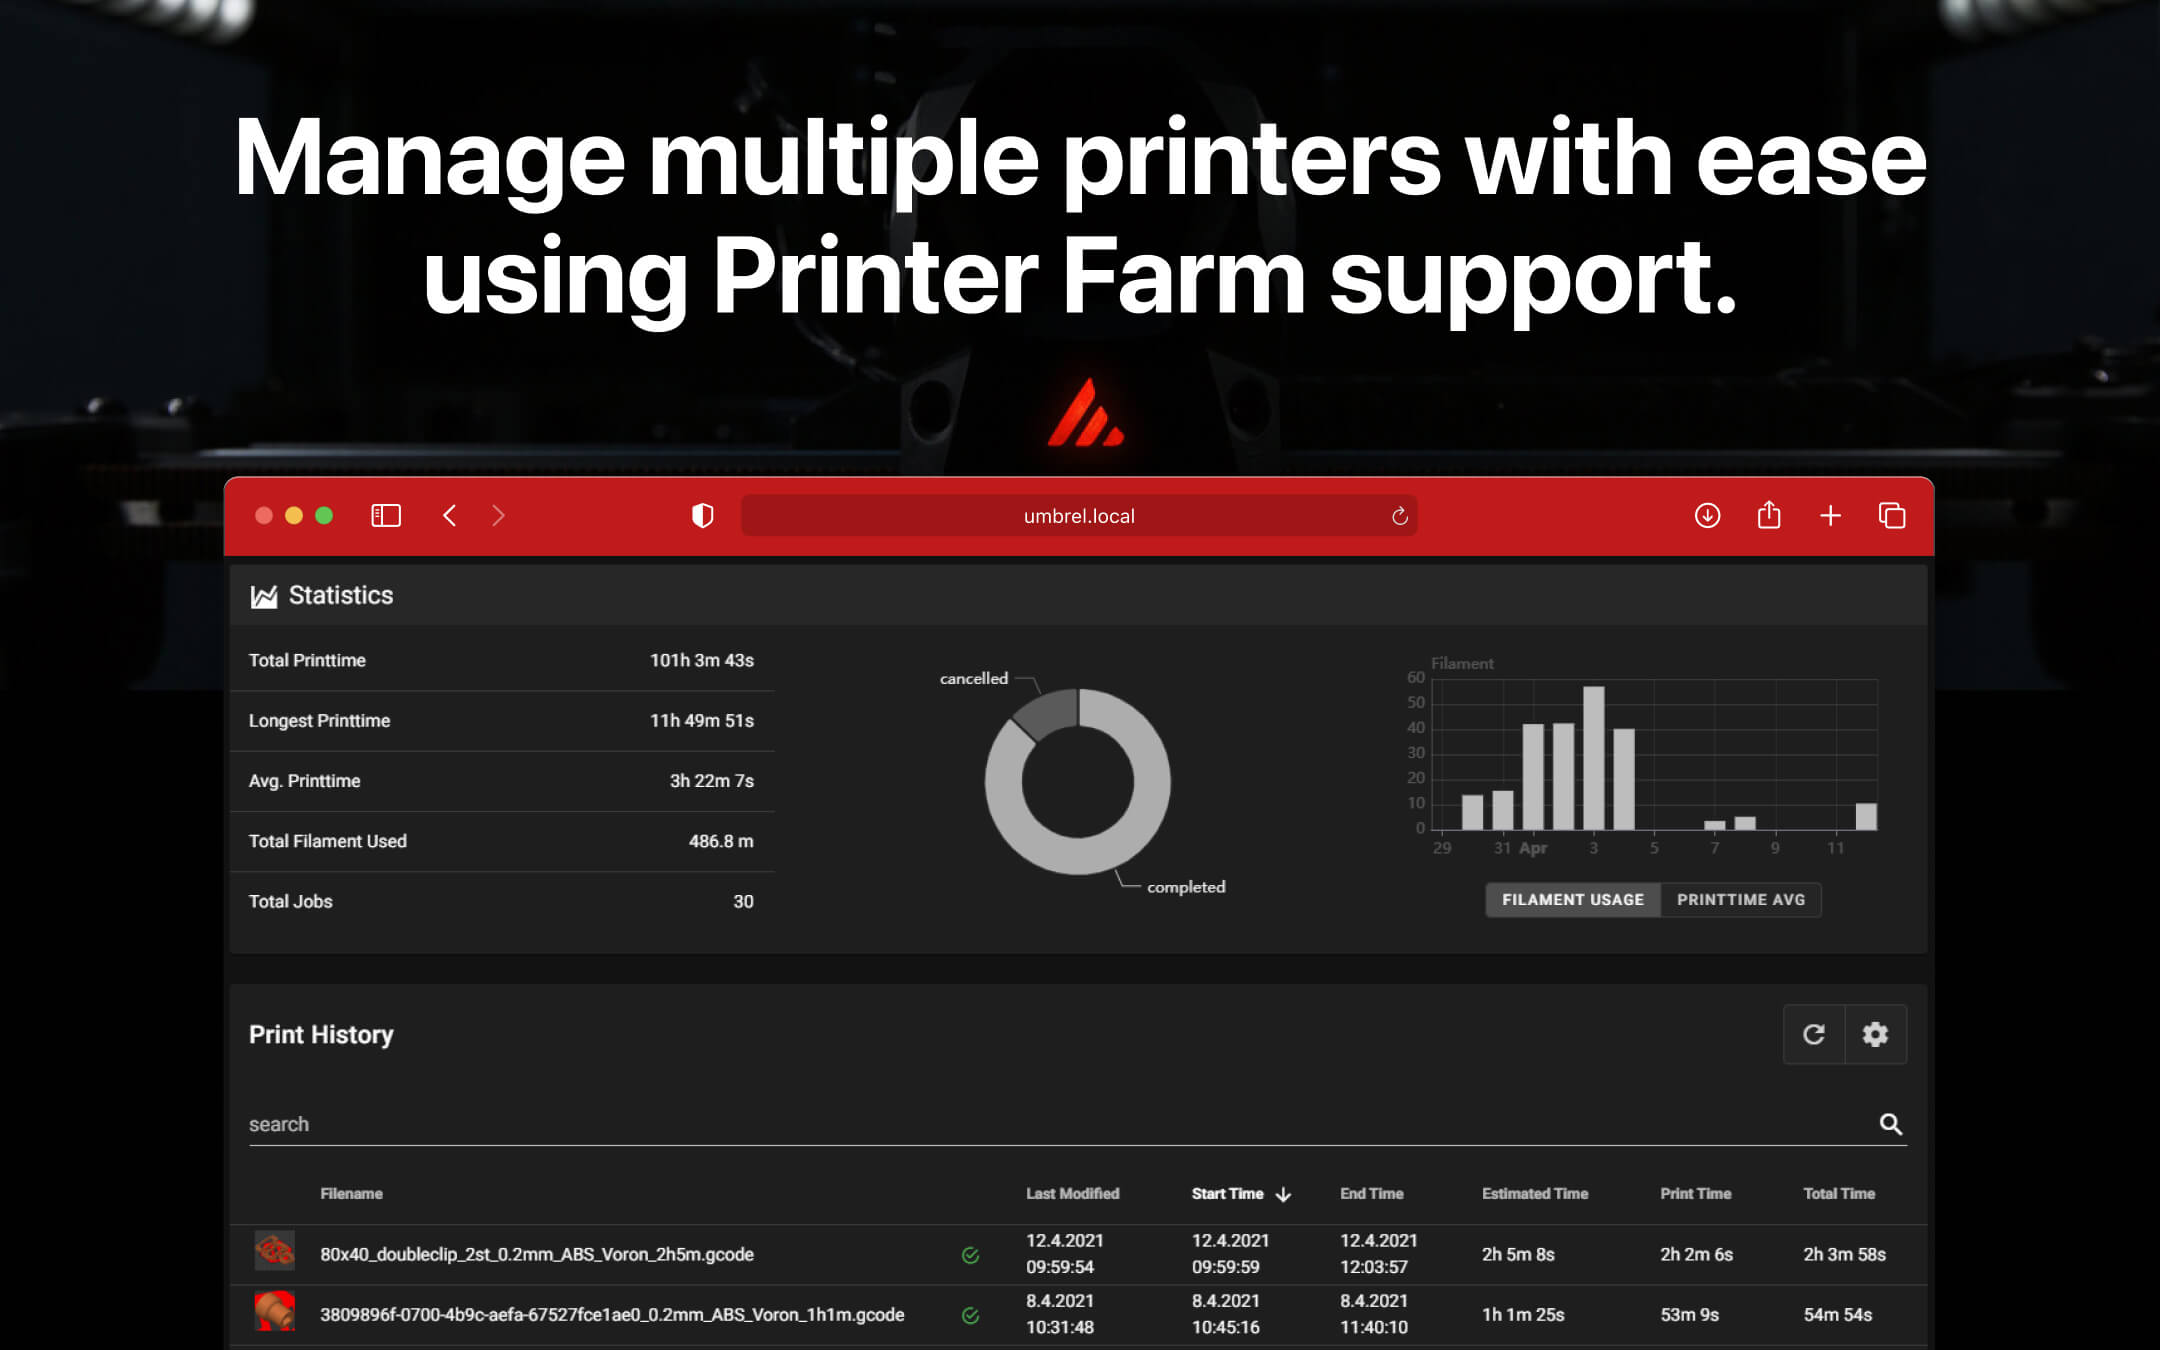 Manage multiple printers with ease
using Printer Farm support.
umbrel.local
Statistics
Total Printtime 101h 3m 43s
Longest Printtime 11h 49m 51s
Avg. Printtime 3h 22m 7s
Total Filament Used 486.8 m
Total Jobs 30
cancelled
completed
Filament
60
50
40
30
20
10
0
29 31 Apr 3 5 7 9 11
FILAMENT USAGE PRINTTIME AVG
Print History
search
Filename Last Modified Start Time End Time Estimated Time Print Time Total Time
80x40_doubleclip_2st_0.2mm_ABS_Voron_2h5m.gcode 12.4.2021 09:59:54 12.4.2021 09:59:59 12.4.2021 12:03:57 2h 5m 8s 2h 2m 6s 2h 3m 58s
3809896f-0700-4b9c-aefa-67527fce1ae0_0.2mm_ABS_Voron_1h1m.gcode 8.4.2021 10:31:48 8.4.2021 10:45:16 8.4.2021 11:40:10 1h 1m 25s 53m 9s 54m 54s